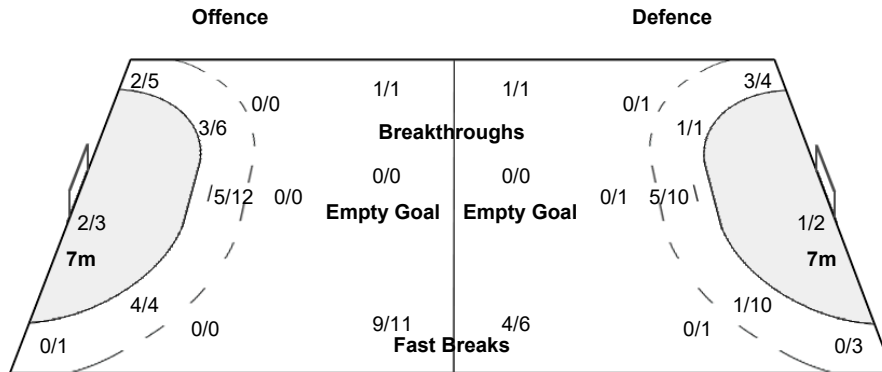 Offence Defence
2/5 0/0 1/1 1/1 0/1 3/4
3/6 Breakthroughs 1/1
5/12 0/0 0/0 0/0 0/1 5/10
2/3 Empty Goal Empty Goal 1/2
7m 7m
4/4 0/0 9/11 4/6 0/1 1/10
0/1 Fast Breaks 0/3